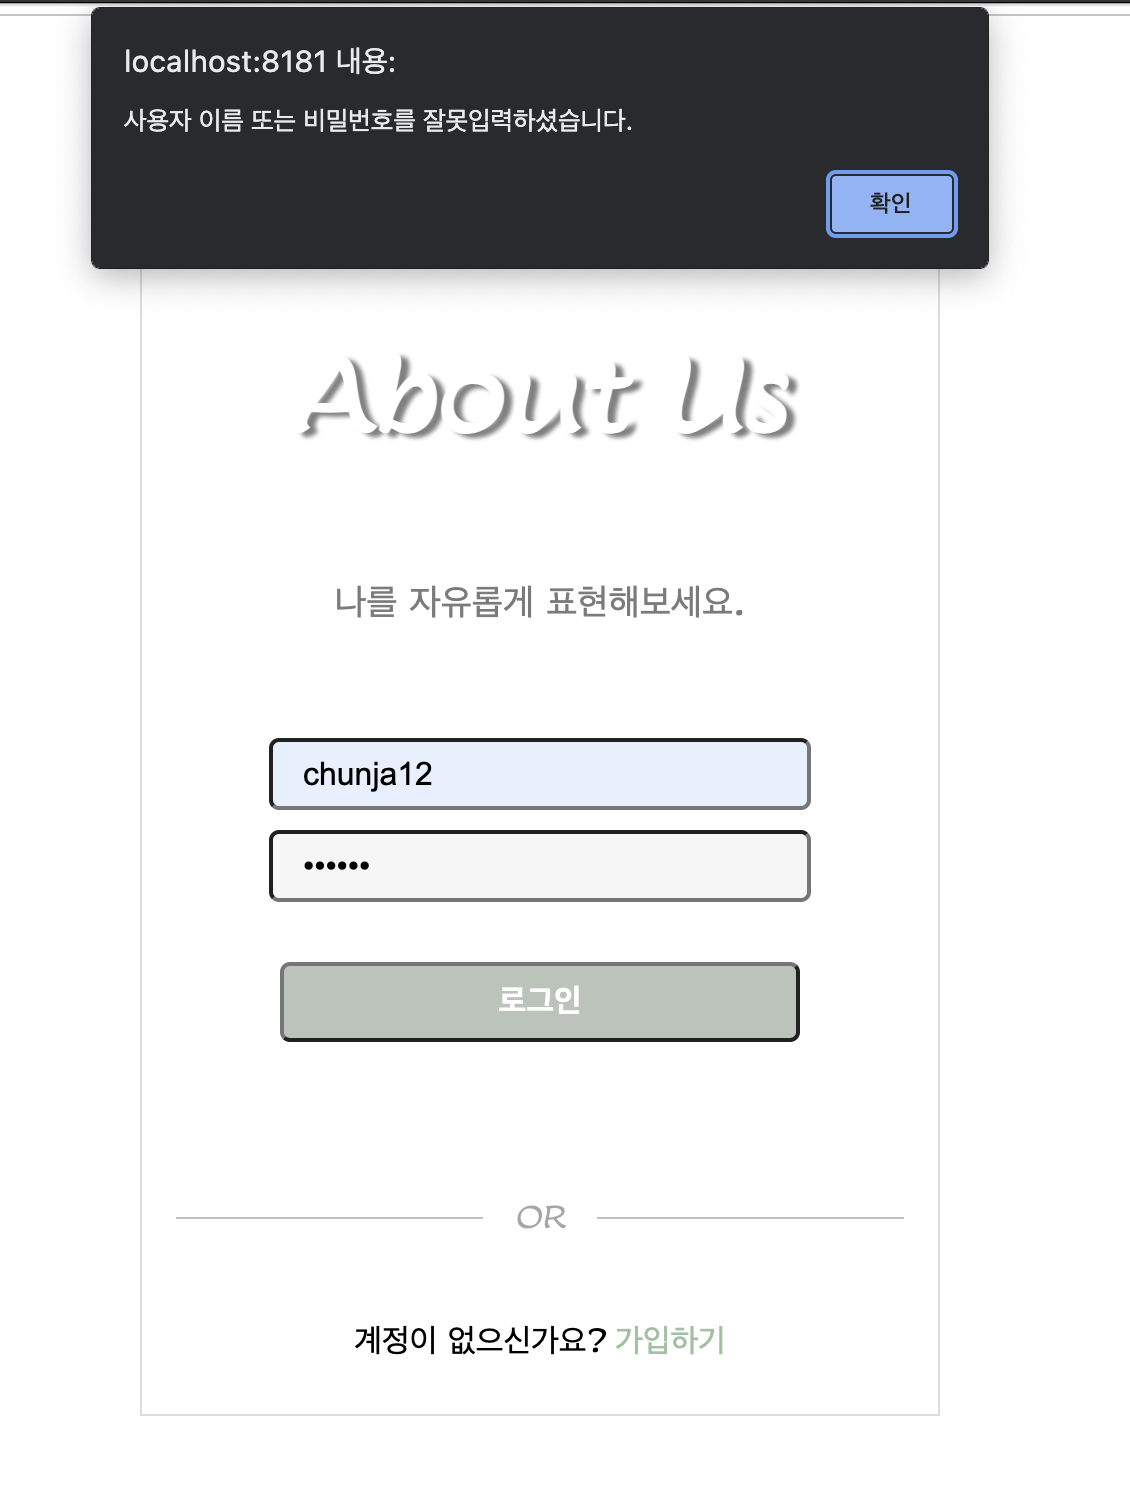 localhost:8181 내용:
사용자 이름 또는 비밀번호를 잘못입력하셨습니다.
확인
About Us
나를 자유롭게 표현해보세요.
chunja12
••••••
로그인
OR
계정이 없으신가요? 가입하기